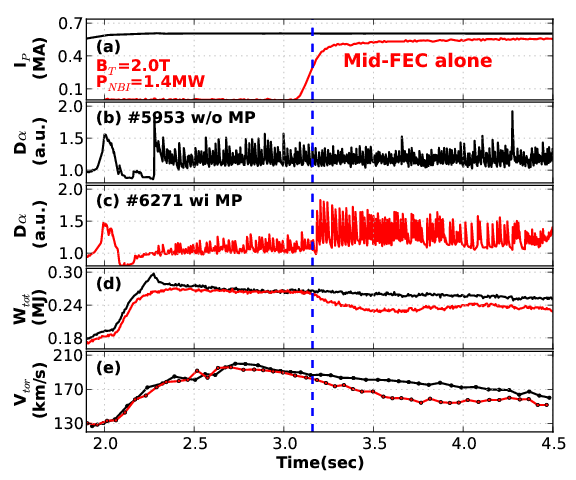 0.7
0.4
0.1
I_P (MA)
(a)
B_T=2.0T
P_NBI=1.4MW
Mid-FEC alone
2.0
1.5
1.0
Dα (a.u.)
(b) #5953 w/o MP
2.0
1.5
1.0
Dα (a.u.)
(c) #6271 wi MP
0.30
0.24
0.18
W_tot (MJ)
(d)
210
170
130
V_tor (km/s)
(e)
2.0 2.5 3.0 3.5 4.0 4.5
Time(sec)